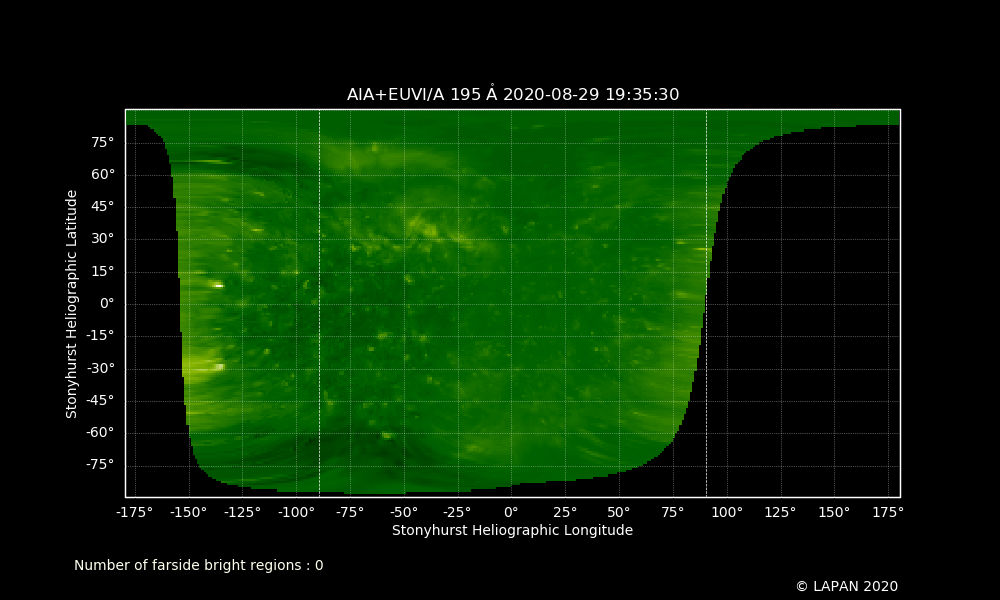 AIA+EUVI/A 195 Å 2020-08-29 19:35:30
75°
60°
45°
30°
15°
0°
-15°
-30°
-45°
-60°
-75°
Stonyhurst Heliographic Latitude
-175° -150° -125° -100° -75° -50° -25° 0° 25° 50° 75° 100° 125° 150° 175°
Stonyhurst Heliographic Longitude
Number of farside bright regions : 0
© LAPAN 2020